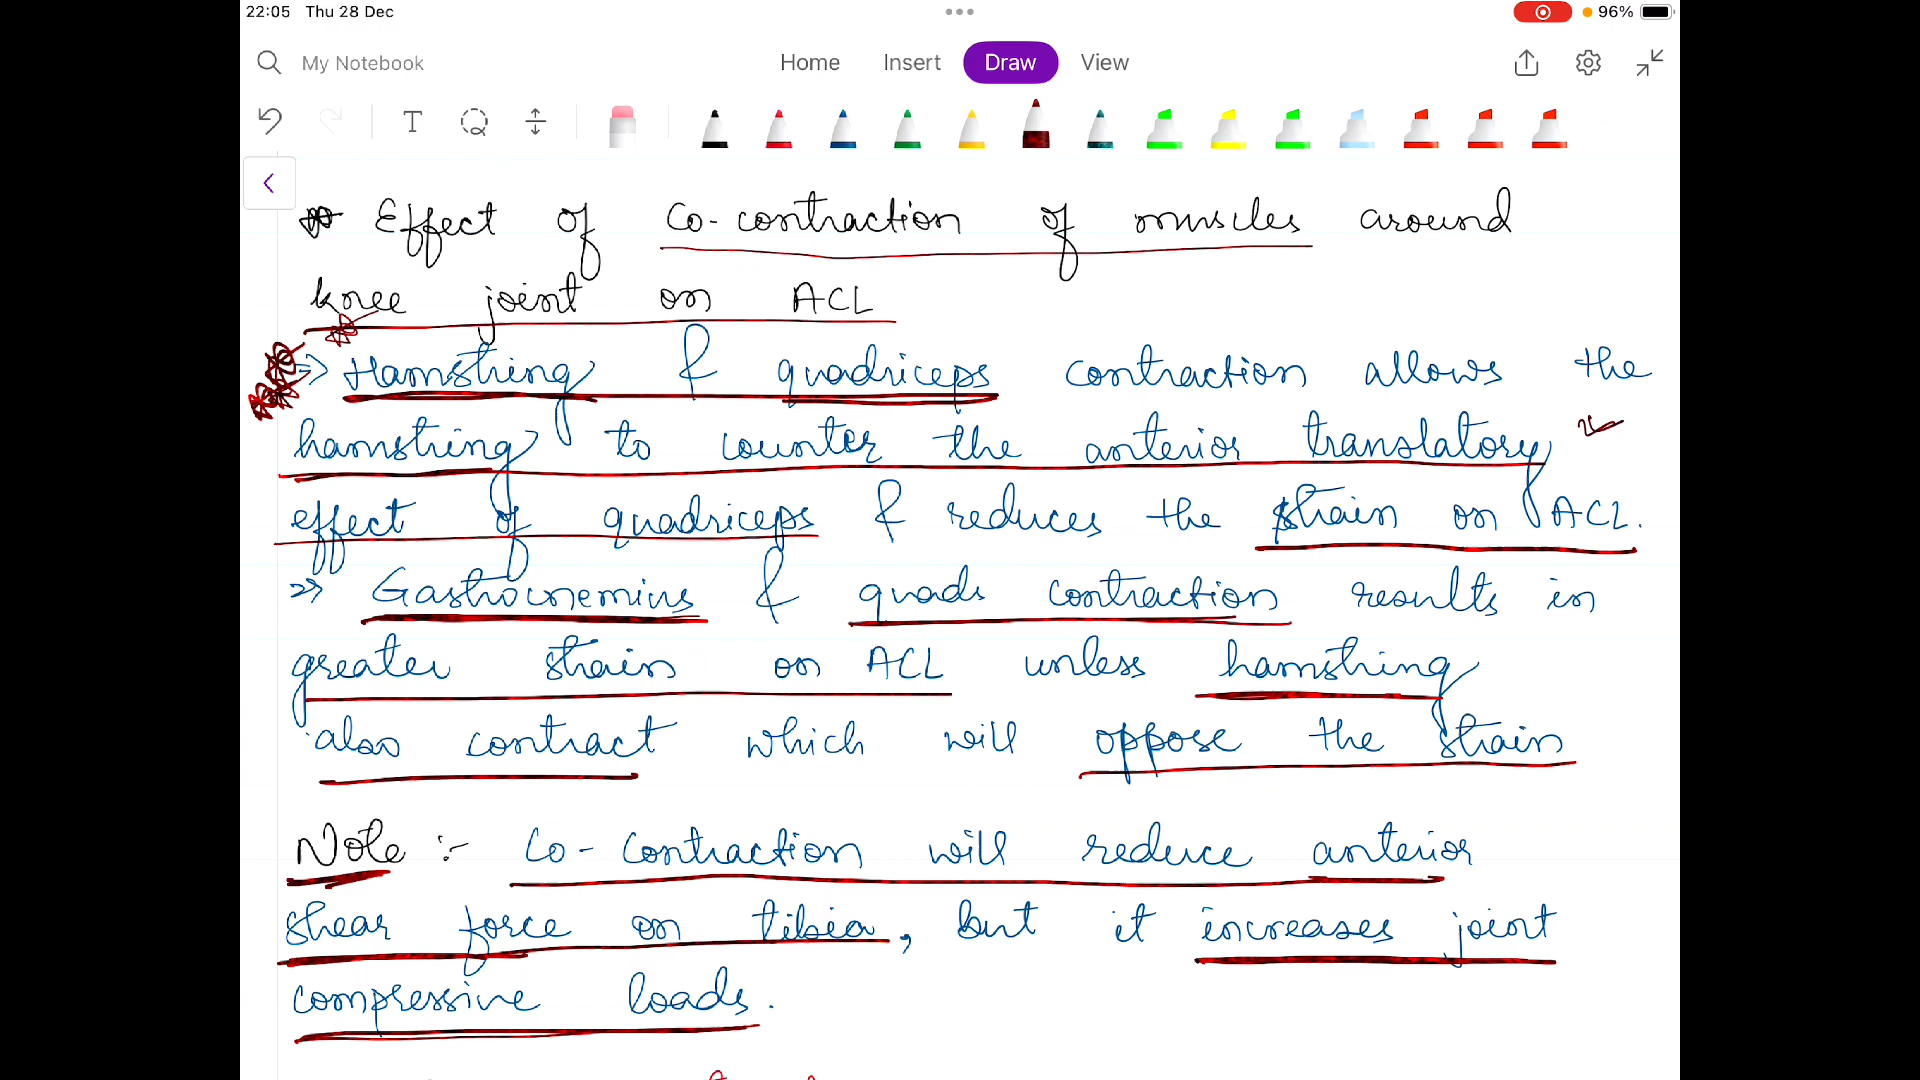 22:05 Thu 28 Dec
96%
My Notebook
Home Insert Draw View
T
Effect of Co-contraction of muscles around
knee joint on ACL
=> Hamstring & quadriceps contraction allows the
hamstring to counter the anterior translatory
effect of quadriceps & reduces the strain on ACL.
=> Gastrocnemius & quads contraction results in
greater strain on ACL unless hamstring
also contract which will oppose the strain
Note :- Co-contraction will reduce anterior
shear force on tibia, but it increases joint
compressive loads.